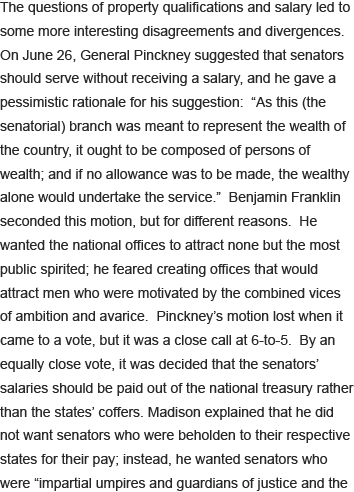 The questions of property qualifications and salary led to
some more interesting disagreements and divergences.
On June 26, General Pinckney suggested that senators
should serve without receiving a salary, and he gave a
pessimistic rationale for his suggestion:  “As this (the
senatorial) branch was meant to represent the wealth of
the country, it ought to be composed of persons of
wealth; and if no allowance was to be made, the wealthy
alone would undertake the service.”  Benjamin Franklin
seconded this motion, but for different reasons.  He
wanted the national offices to attract none but the most
public spirited; he feared creating offices that would
attract men who were motivated by the combined vices
of ambition and avarice.  Pinckney’s motion lost when it
came to a vote, but it was a close call at 6-to-5.  By an
equally close vote, it was decided that the senators’
salaries should be paid out of the national treasury rather
than the states’ coffers. Madison explained that he did
not want senators who were beholden to their respective
states for their pay; instead, he wanted senators who
were “impartial umpires and guardians of justice and the